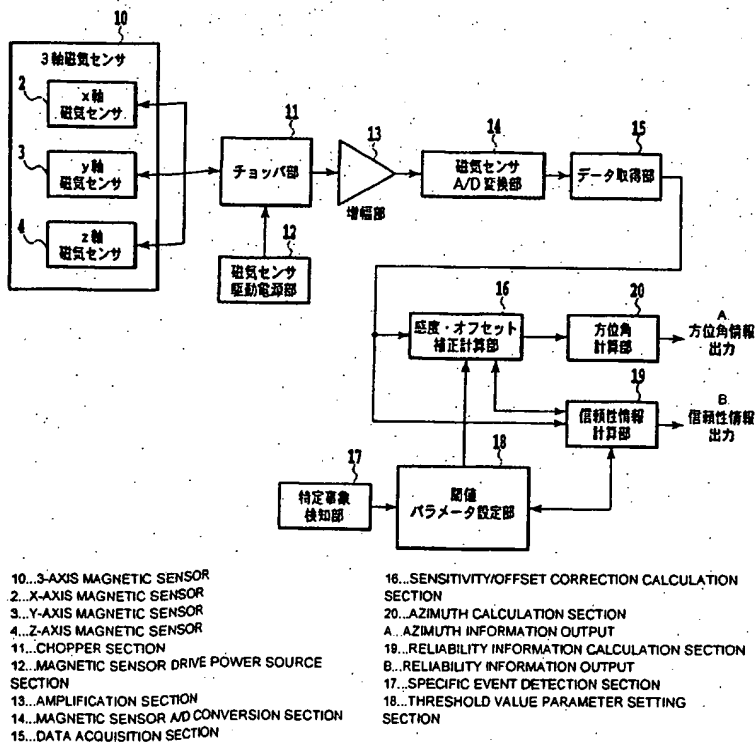 10
3軸磁気センサ
2
x軸
磁気センサ
3
y軸
磁気センサ
4
z軸
磁気センサ
11
チョッパ部
12
磁気センサ
駆動電源部
13
増幅部
14
磁気センサ
A/D変換部
15
データ取得部
16
感度・オフセット
補正計算部
20
方位角
計算部
A
方位角情報
出力
19
信頼性情報
計算部
B
信頼性情報
出力
17
特定事象
検知部
18
閾値
パラメータ設定部
10...3-AXIS MAGNETIC SENSOR
2...X-AXIS MAGNETIC SENSOR
3...Y-AXIS MAGNETIC SENSOR
4...Z-AXIS MAGNETIC SENSOR
11...CHOPPER SECTION
12...MAGNETIC SENSOR DRIVE POWER SOURCE
SECTION
13...AMPLIFICATION SECTION
14...MAGNETIC SENSOR A/D CONVERSION SECTION
15...DATA ACQUISITION SECTION
16...SENSITIVITY/OFFSET CORRECTION CALCULATION
SECTION
20...AZIMUTH CALCULATION SECTION
A...AZIMUTH INFORMATION OUTPUT
19...RELIABILITY INFORMATION CALCULATION SECTION
B...RELIABILITY INFORMATION OUTPUT
17...SPECIFIC EVENT DETECTION SECTION
18...THRESHOLD VALUE PARAMETER SETTING
SECTION